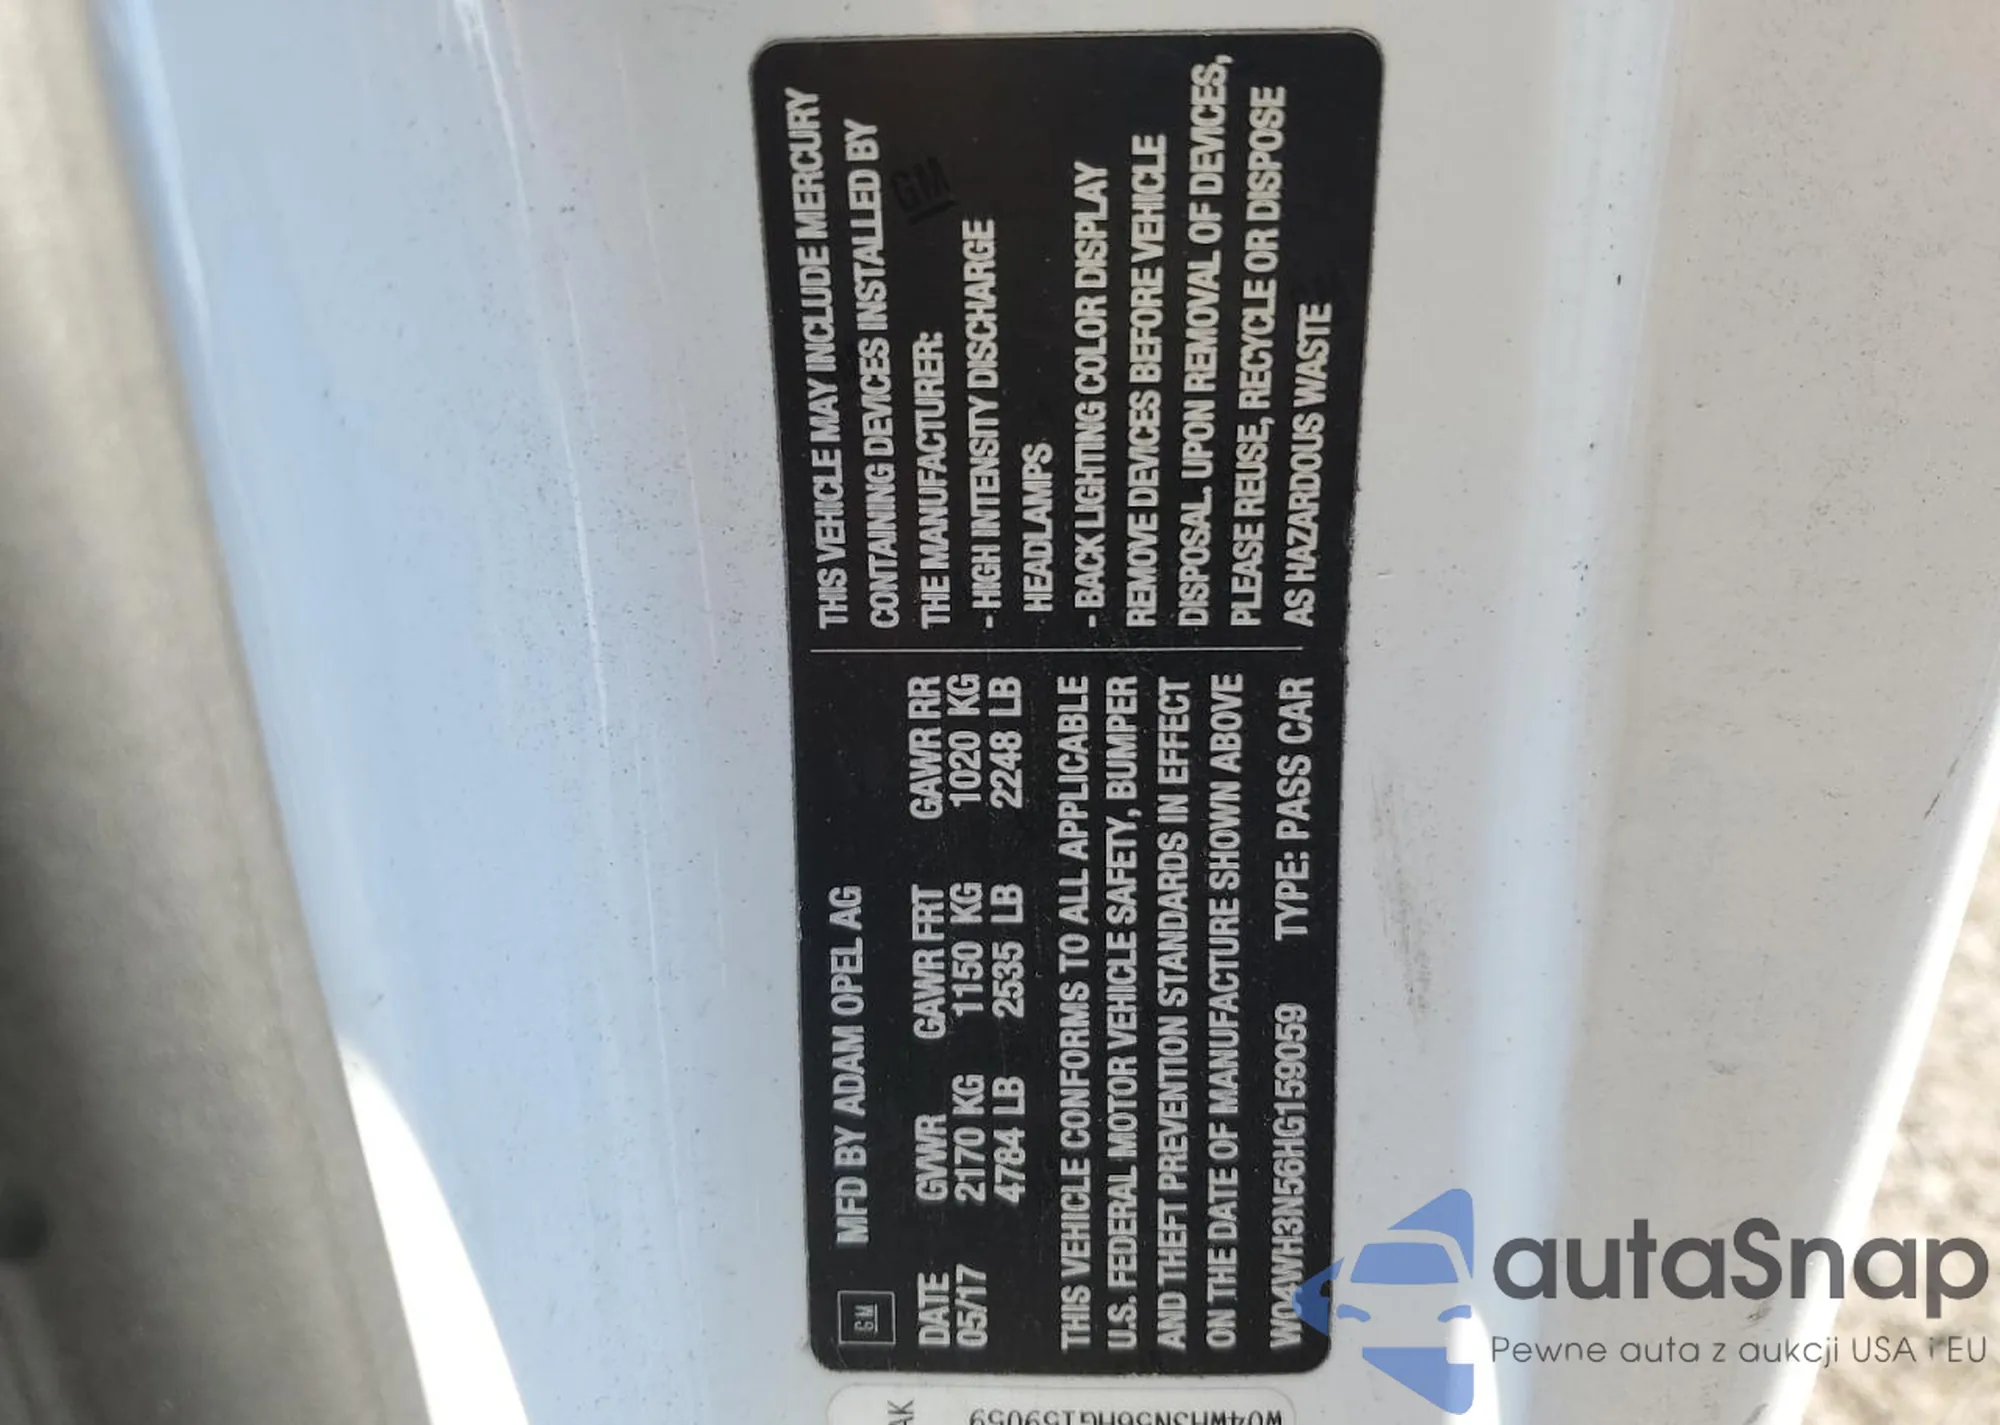 GM MFD BY ADAM OPEL AG
DATE GVWR GAWR FRT GAWR RR
05/17 2170 KG 1150 KG 1020 KG
4784 LB 2535 LB 2248 LB
THIS VEHICLE CONFORMS TO ALL APPLICABLE
U.S. FEDERAL MOTOR VEHICLE SAFETY, BUMPER
AND THEFT PREVENTION STANDARDS IN EFFECT
ON THE DATE OF MANUFACTURE SHOWN ABOVE
W04WH3N56HG159059 TYPE: PASS CAR
THIS VEHICLE MAY INCLUDE MERCURY
CONTAINING DEVICES INSTALLED BY
THE MANUFACTURER:
- HIGH INTENSITY DISCHARGE
HEADLAMPS
- BACK LIGHTING COLOR DISPLAY
REMOVE DEVICES BEFORE VEHICLE
DISPOSAL. UPON REMOVAL OF DEVICES,
PLEASE REUSE, RECYCLE OR DISPOSE
AS HAZARDOUS WASTE
GM
AK
W04WH3N56HG159059
autaSnap
Pewne auta z aukcji USA i EU